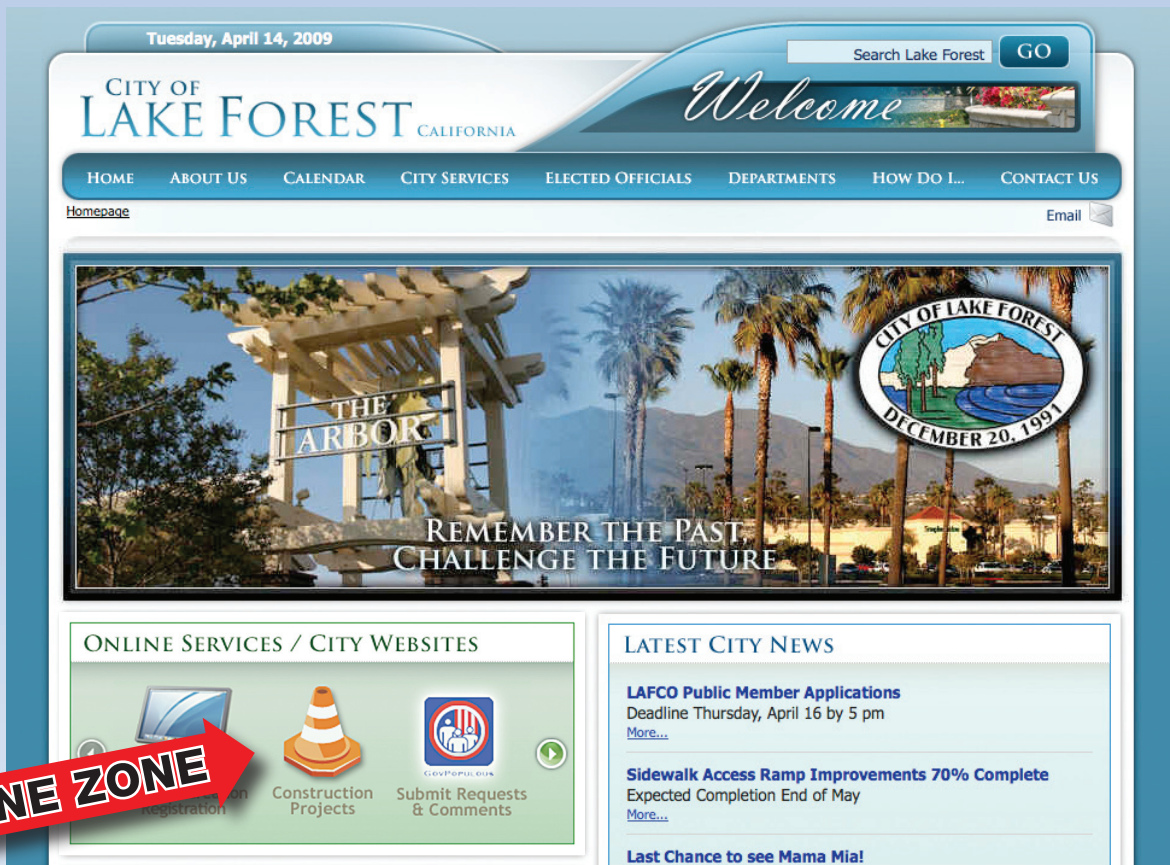 Tuesday, April 14, 2009
Search Lake Forest GO
CITY OF
LAKE FOREST CALIFORNIA
Welcome
HOME ABOUT US CALENDAR CITY SERVICES ELECTED OFFICIALS DEPARTMENTS HOW DO I... CONTACT US
Homepage
Email
CITY OF LAKE FOREST
DECEMBER 20, 1991
THE
ARBOR
REMEMBER THE PAST,
CHALLENGE THE FUTURE
ONLINE SERVICES / CITY WEBSITES
GOVPOPULOUS
NE ZONE
Registration
Construction
Projects
Submit Requests
& Comments
LATEST CITY NEWS
LAFCO Public Member Applications
Deadline Thursday, April 16 by 5 pm
More...
Sidewalk Access Ramp Improvements 70% Complete
Expected Completion End of May
More...
Last Chance to see Mama Mia!